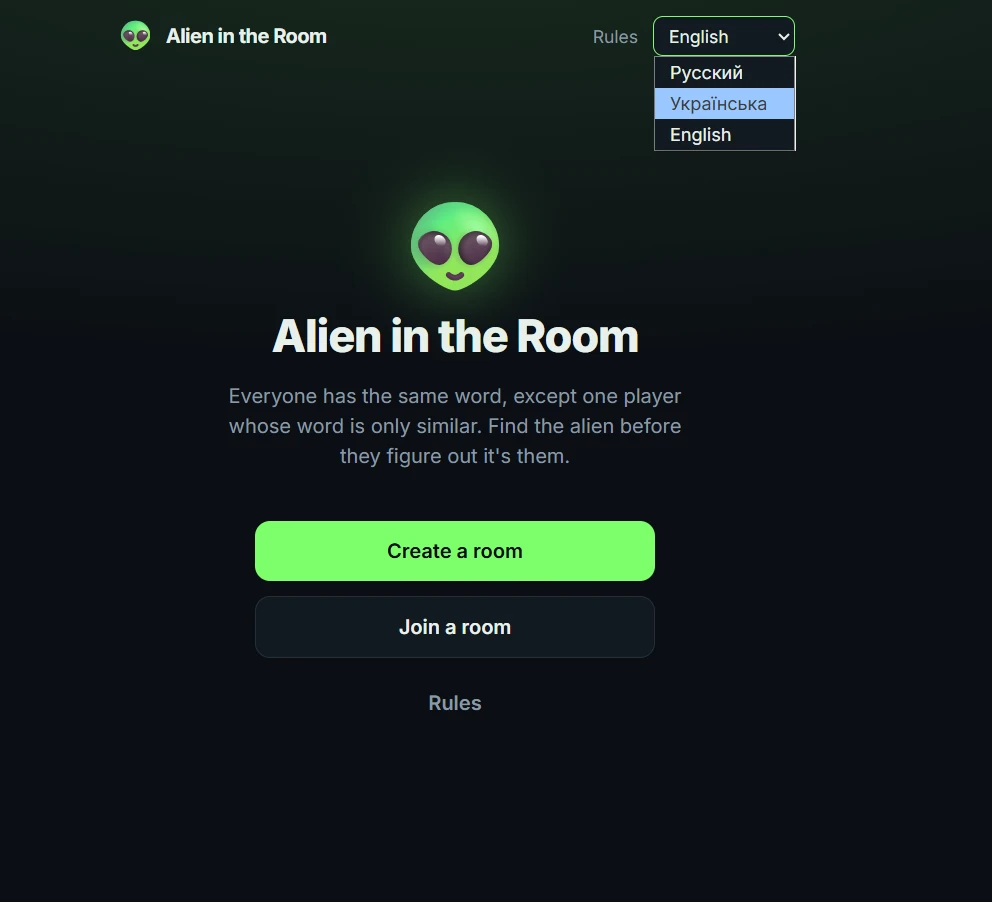 Alien in the Room
Rules
English
Русский
Українська
English
Alien in the Room
Everyone has the same word, except one player
whose word is only similar. Find the alien before
they figure out it's them.
Create a room
Join a room
Rules